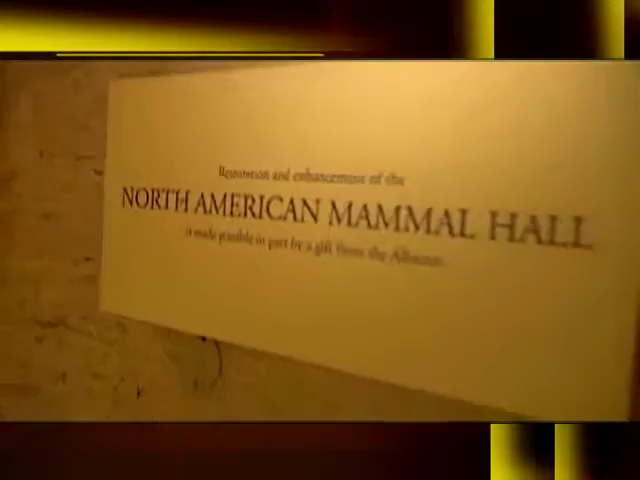 Restoration and enhancement of the
NORTH AMERICAN MAMMAL HALL
is made possible in part by a gift from the